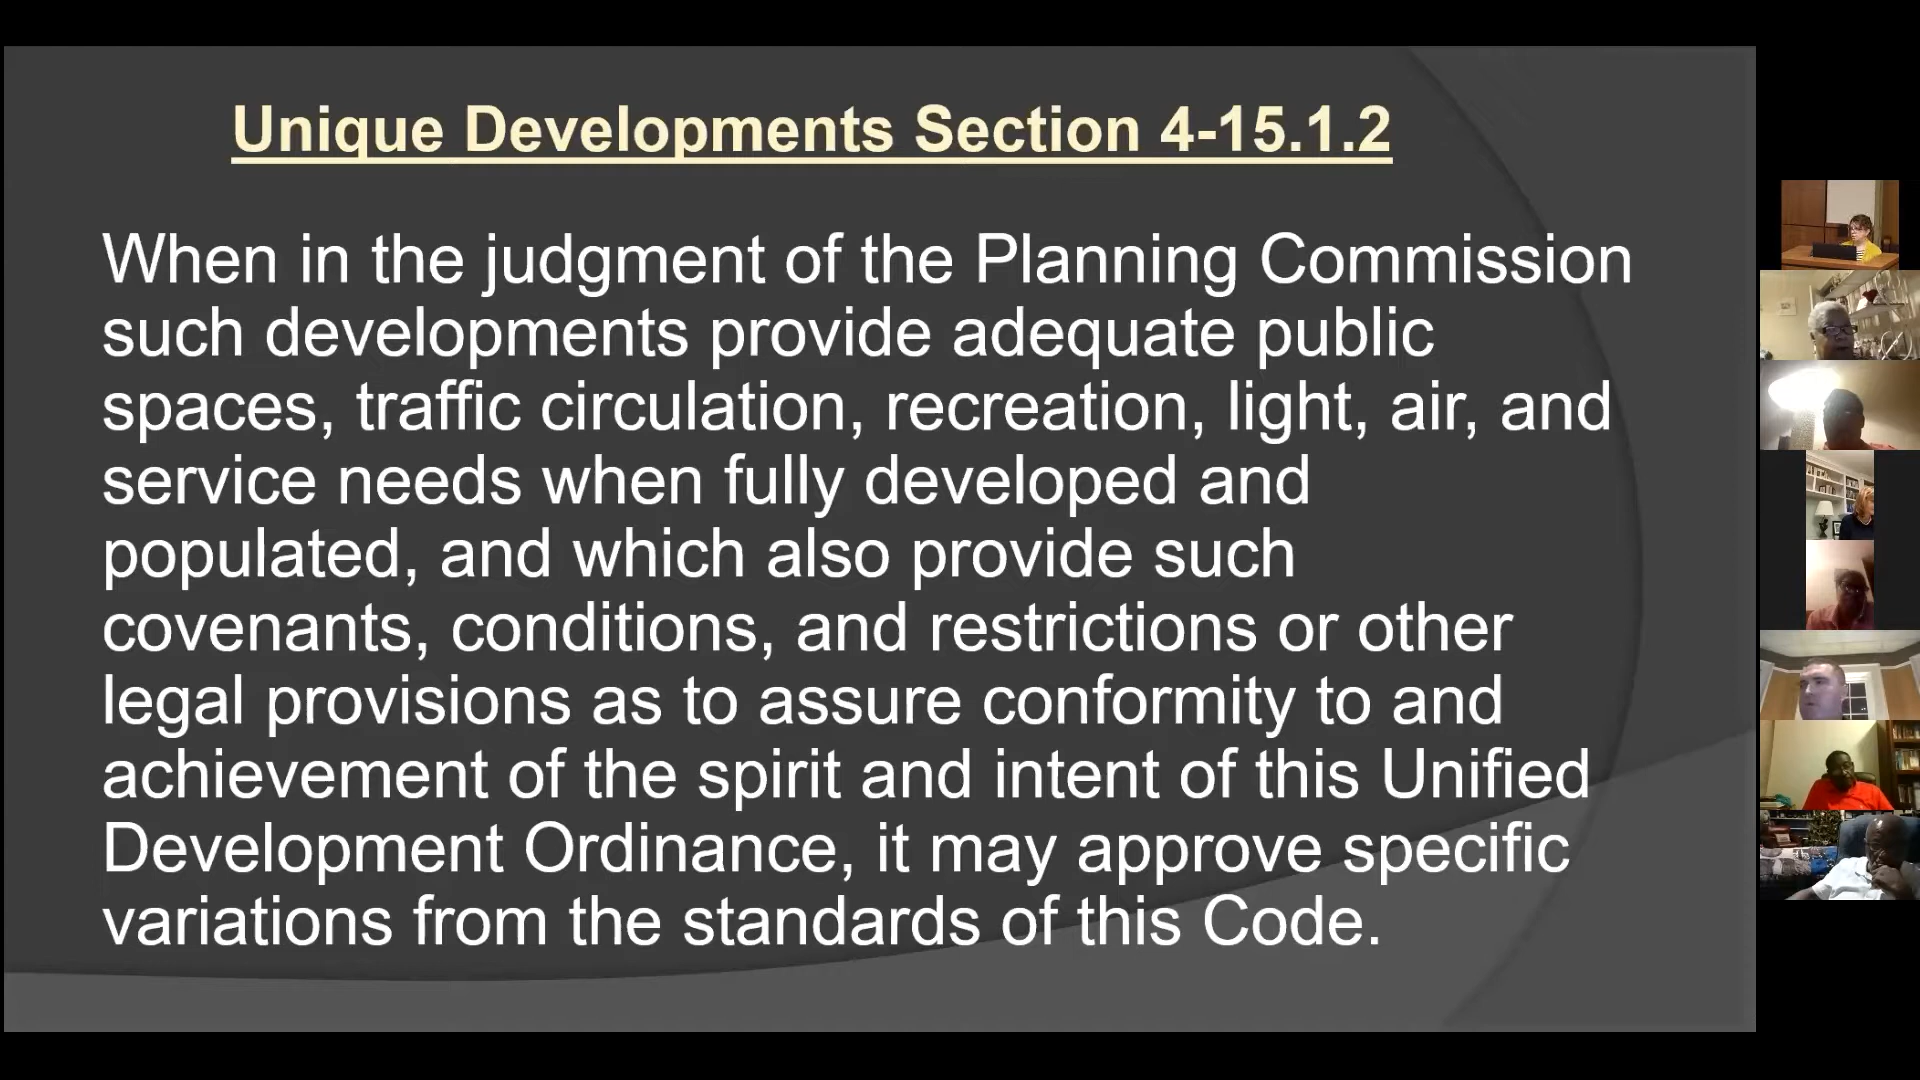 Unique Developments Section 4-15.1.2
When in the judgment of the Planning Commission
such developments provide adequate public
spaces, traffic circulation, recreation, light, air, and
service needs when fully developed and
populated, and which also provide such
covenants, conditions, and restrictions or other
legal provisions as to assure conformity to and
achievement of the spirit and intent of this Unified
Development Ordinance, it may approve specific
variations from the standards of this Code.